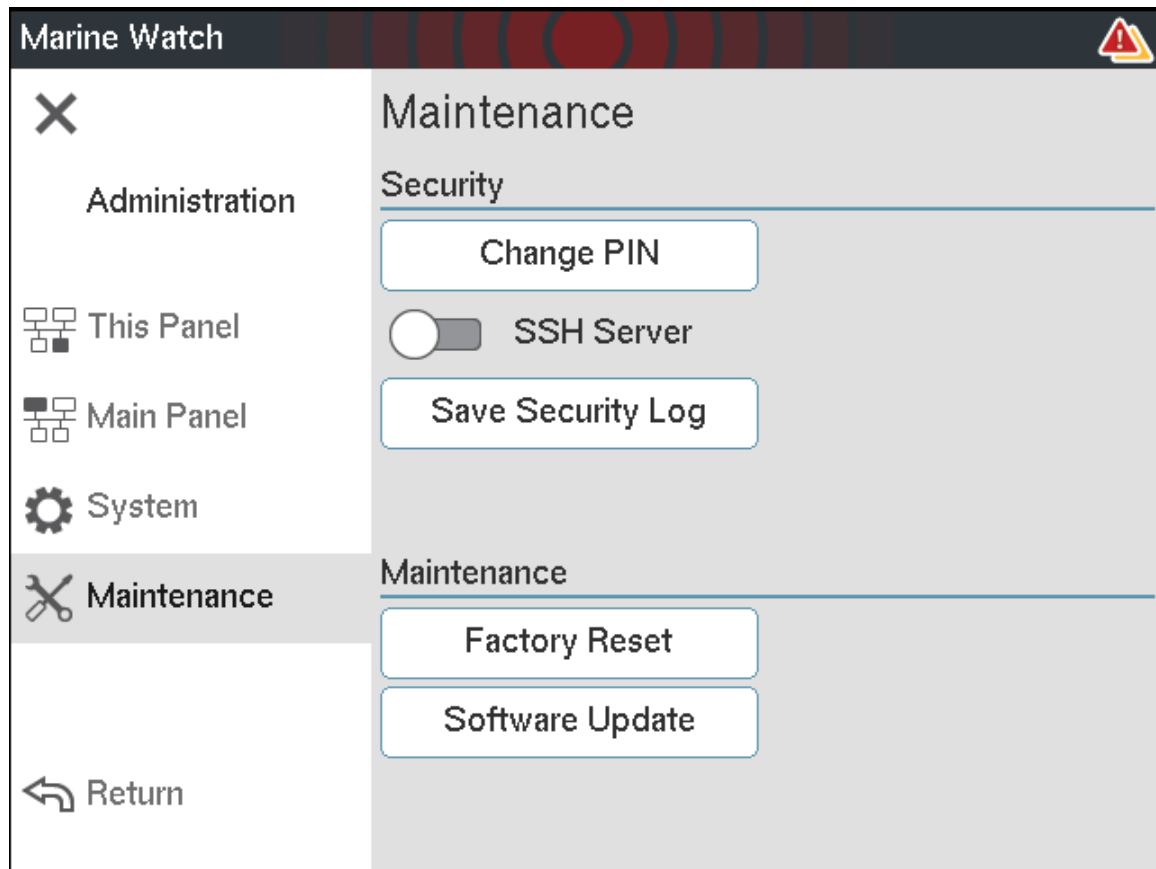 Marine Watch
Administration
This Panel
Main Panel
System
Maintenance
Return
Maintenance
Security
Change PIN
SSH Server
Save Security Log
Maintenance
Factory Reset
Software Update